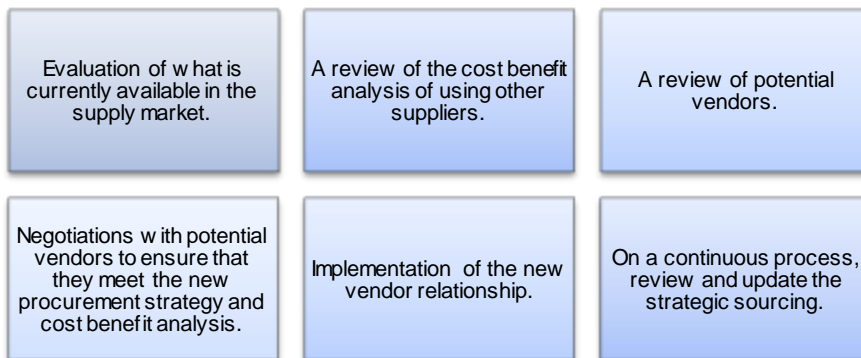 Evaluation of what is
currently available in the
supply market.
A review of the cost benefit
analysis of using other
suppliers.
A review of potential
vendors.
Negotiations with potential
vendors to ensure that
they meet the new
procurement strategy and
cost benefit analysis.
Implementation of the new
vendor relationship.
On a continuous process,
review and update the
strategic sourcing.